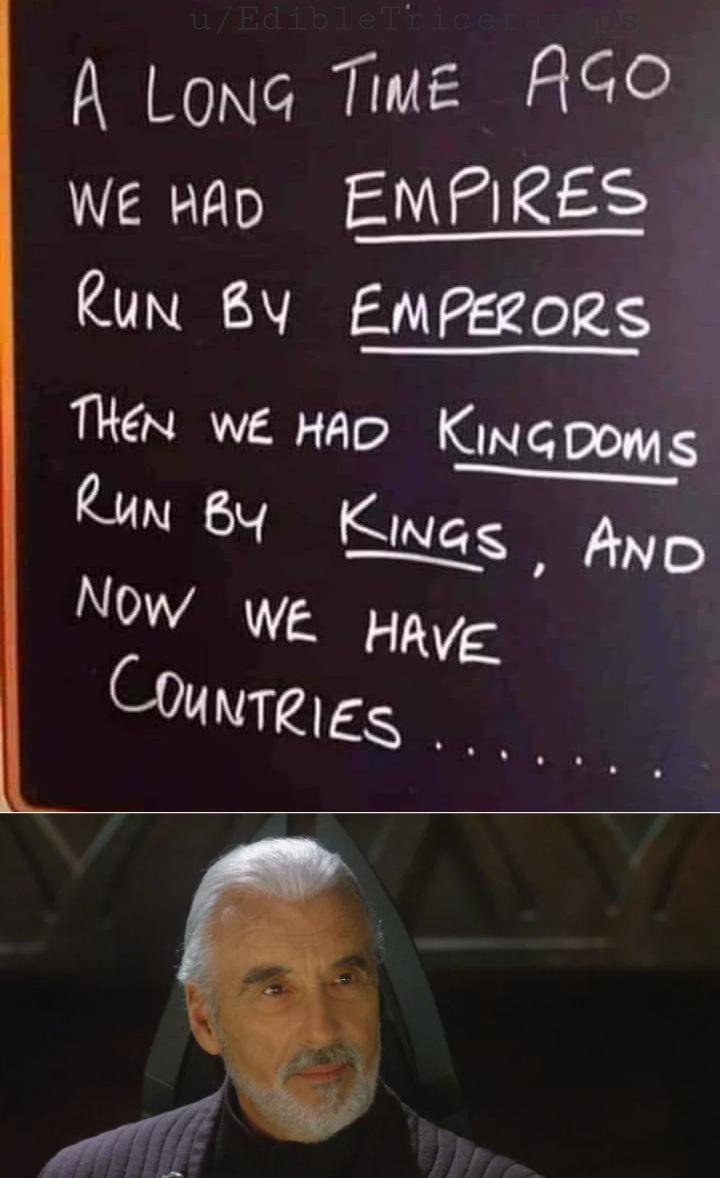 u/EdibleTriceratops
A LONG TIME AGO
WE HAD EMPIRES
RUN BY EMPERORS
THEN WE HAD KINGDOMS
RUN BY KINGS, AND
NOW WE HAVE
COUNTRIES........